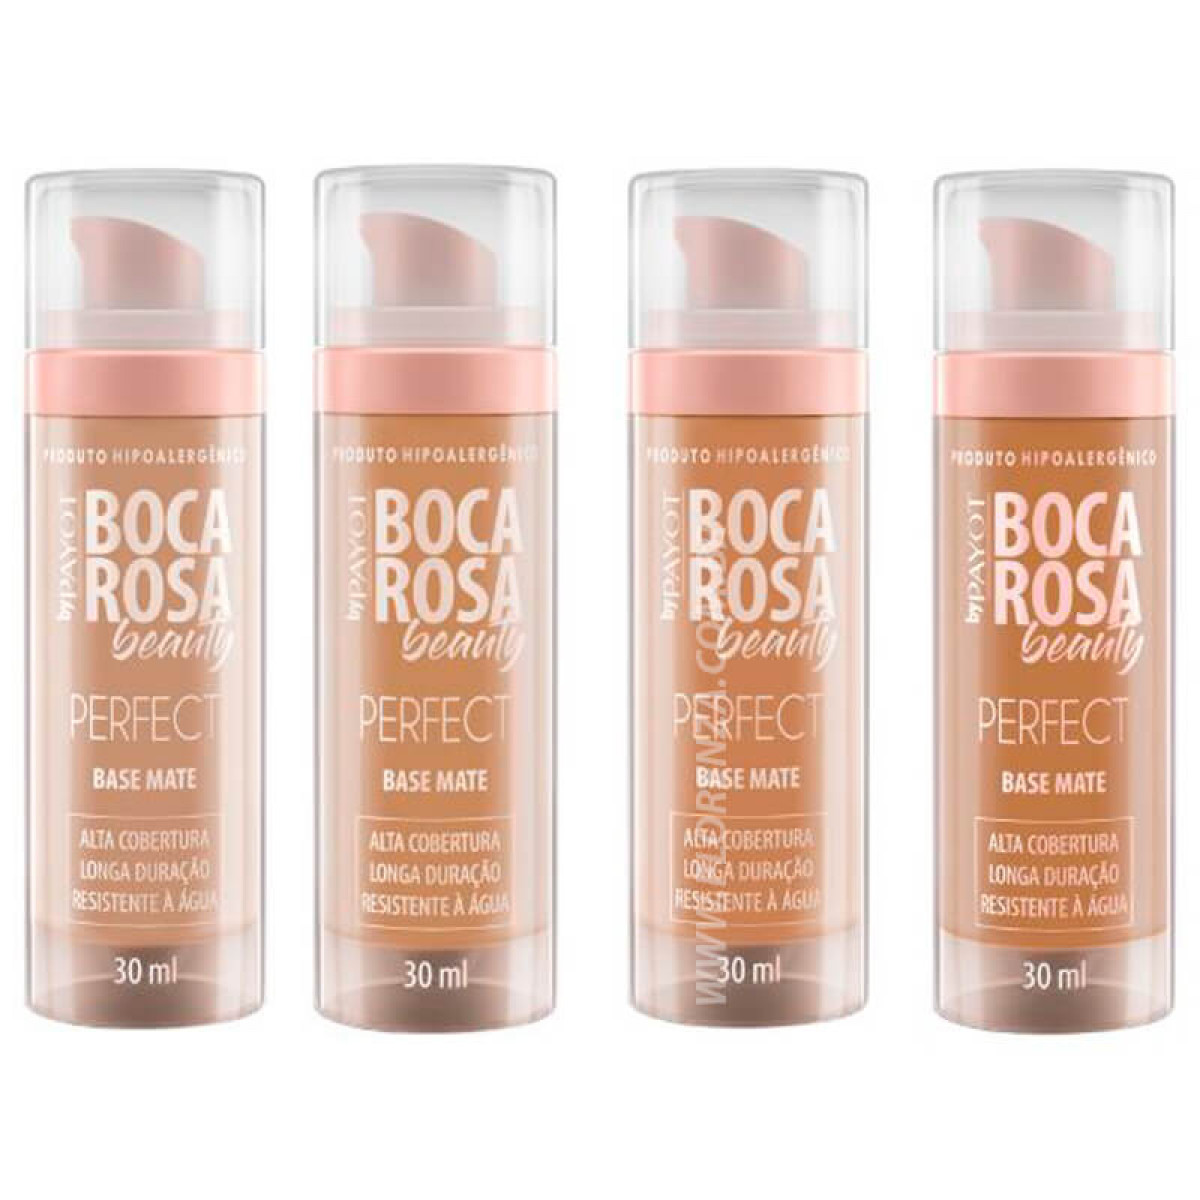 PRODUTO HIPOALERGÊNICO
by PAYOT
BOCA
ROSA
beauty
PERFECT
BASE MATE
ALTA COBERTURA
LONGA DURAÇÃO
RESISTENTE À ÁGUA
30 ml
PRODUTO HIPOALERGÊNICO
by PAYOT
BOCA
ROSA
beauty
PERFECT
BASE MATE
ALTA COBERTURA
LONGA DURAÇÃO
RESISTENTE À ÁGUA
30 ml
PRODUTO HIPOALERGÊNICO
by PAYOT
BOCA
ROSA
beauty
PERFECT
BASE MATE
ALTA COBERTURA
LONGA DURAÇÃO
RESISTENTE À ÁGUA
30 ml
PRODUTO HIPOALERGÊNICO
by PAYOT
BOCA
ROSA
beauty
PERFECT
BASE MATE
ALTA COBERTURA
LONGA DURAÇÃO
RESISTENTE À ÁGUA
30 ml